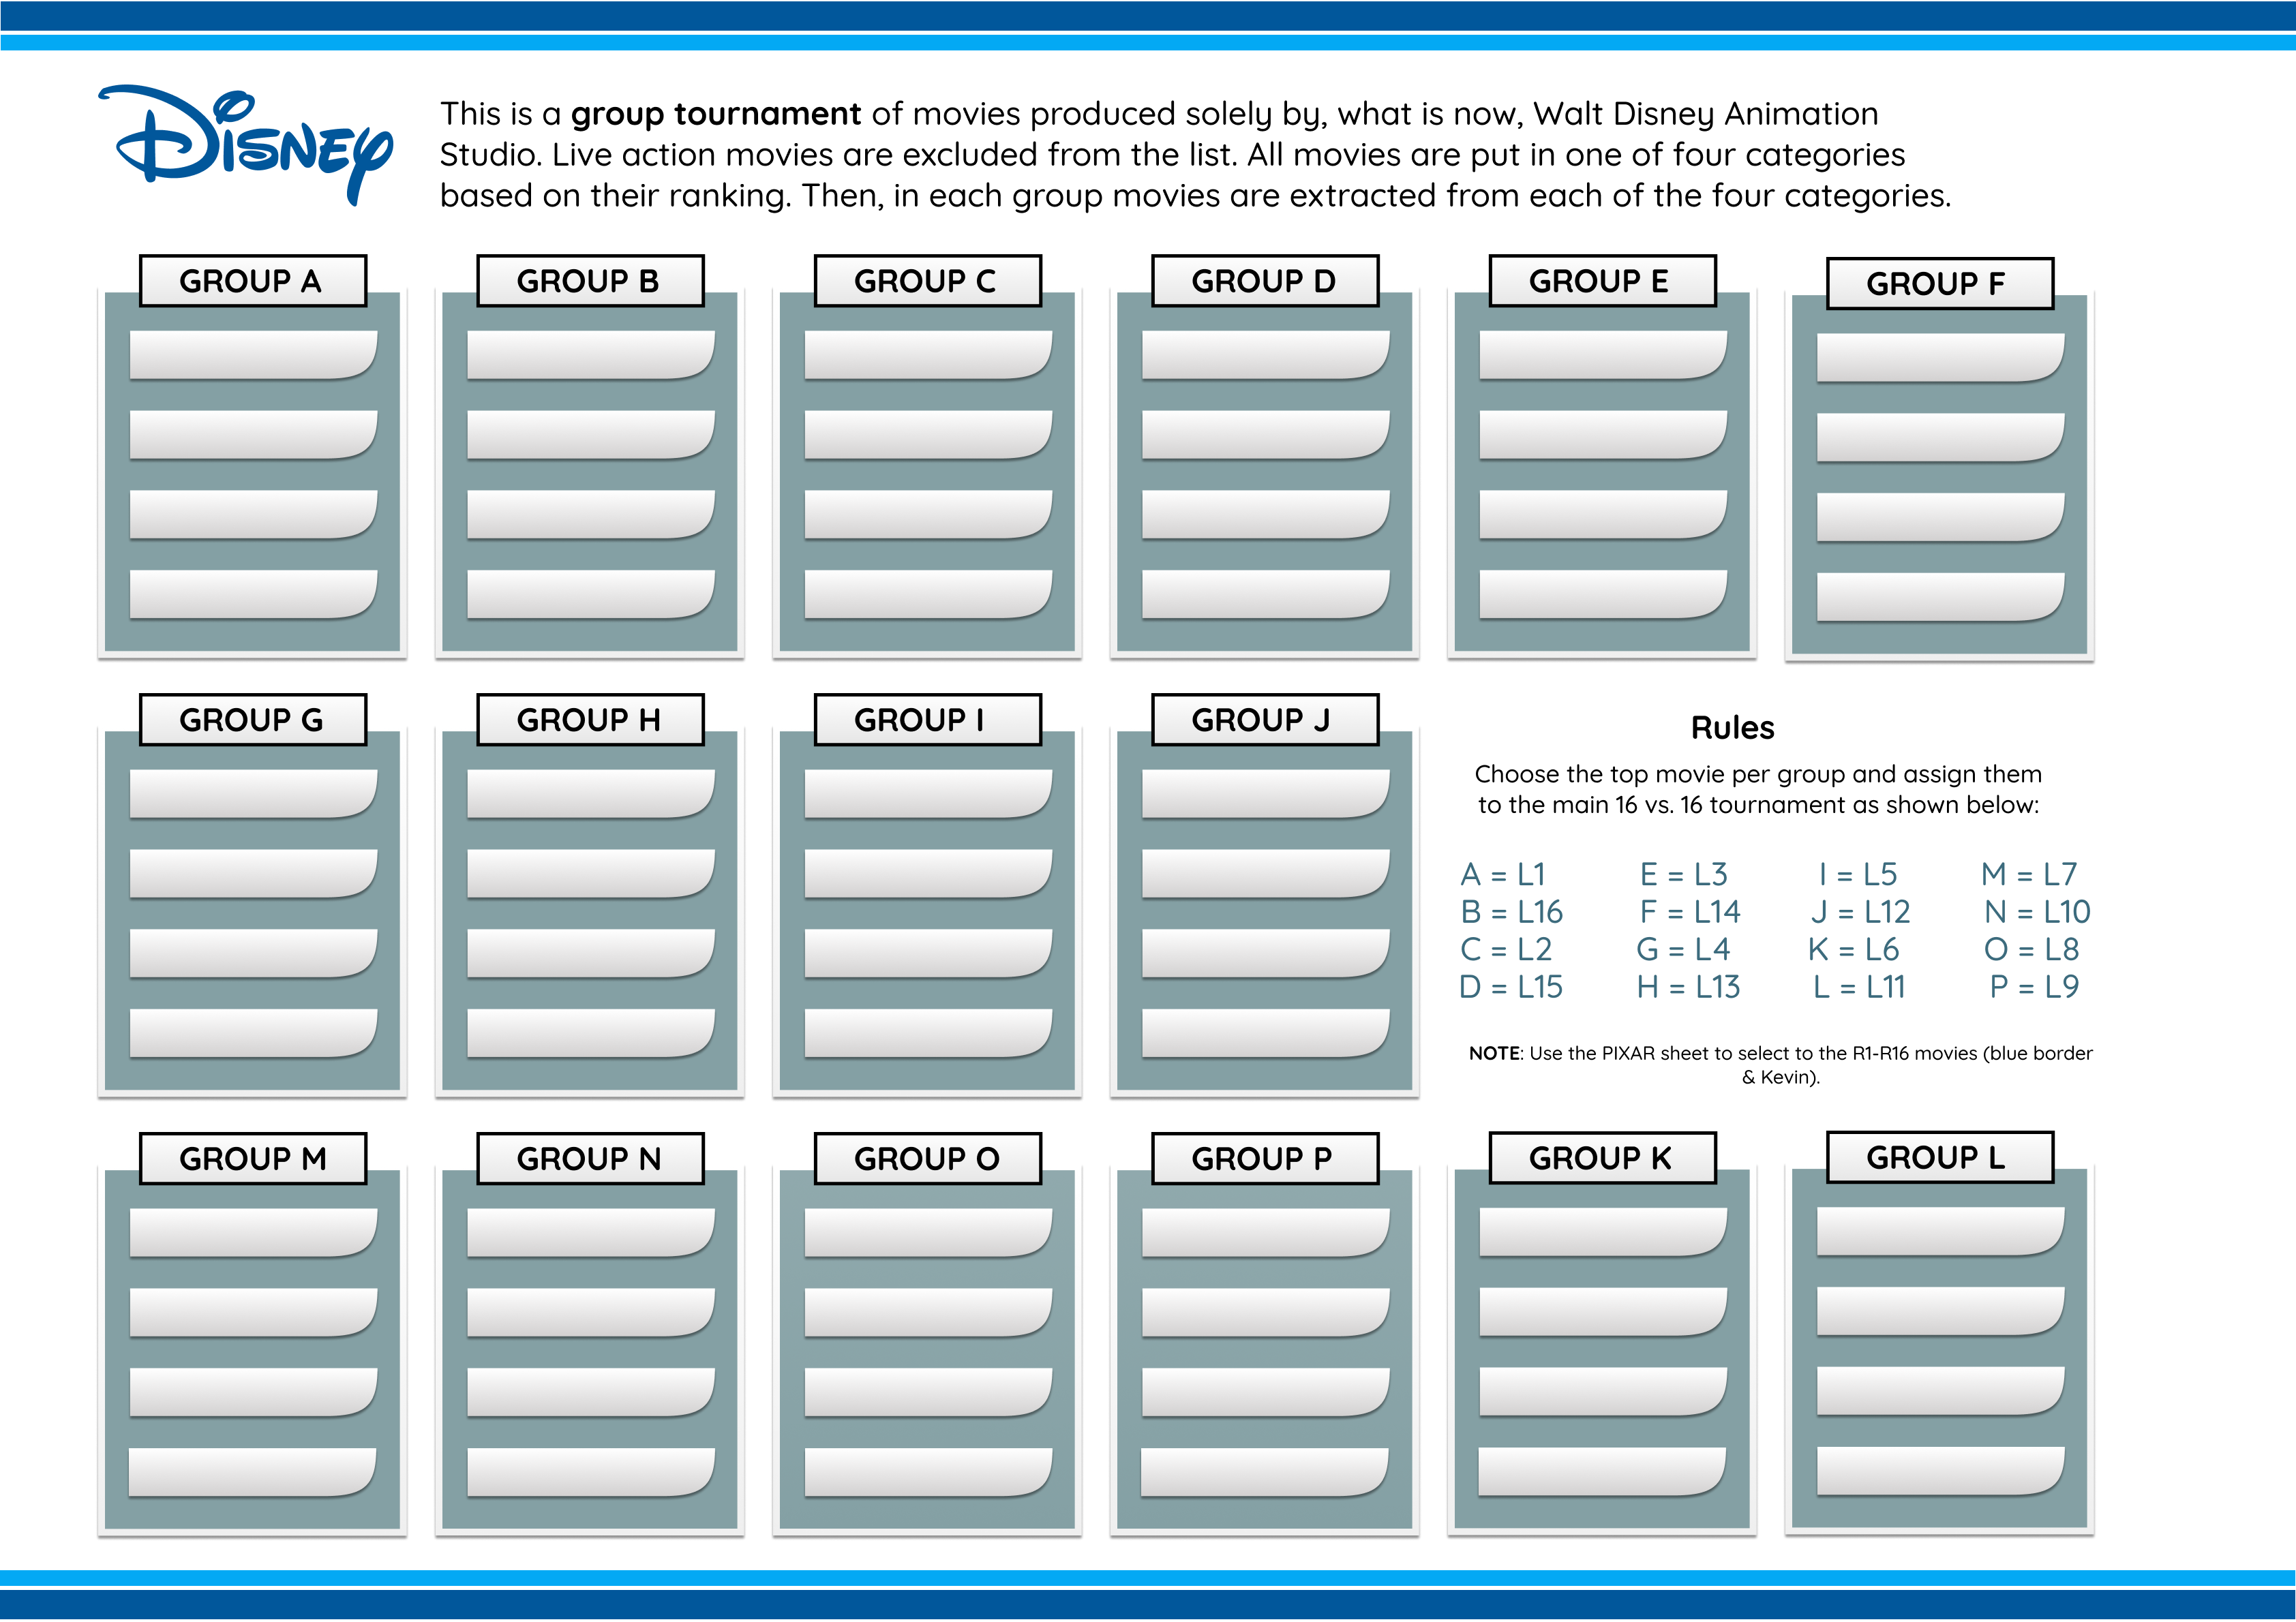 DISNEY
This is a group tournament of movies produced solely by, what is now, Walt Disney Animation
Studio. Live action movies are excluded from the list. All movies are put in one of four categories
based on their ranking. Then, in each group movies are extracted from each of the four categories.
GROUP A
GROUP B
GROUP C
GROUP D
GROUP E
GROUP F
GROUP G
GROUP H
GROUP I
GROUP J
Rules
Choose the top movie per group and assign them
to the main 16 vs. 16 tournament as shown below:
A = L1 E = L3 I = L5 M = L7
B = L16 F = L14 J = L12 N = L10
C = L2 G = L4 K = L6 O = L8
D = L15 H = L13 L = L11 P = L9
NOTE: Use the PIXAR sheet to select to the R1-R16 movies (blue border
& Kevin).
GROUP M
GROUP N
GROUP O
GROUP P
GROUP K
GROUP L